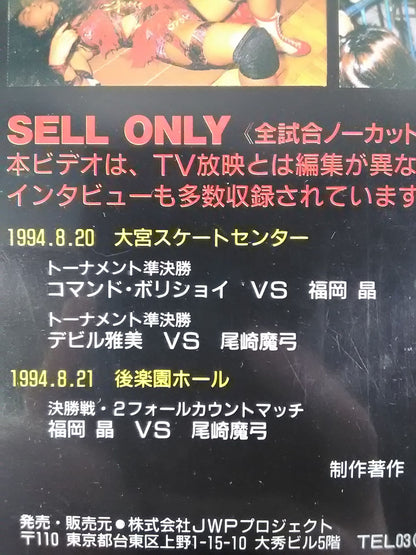 SELL ONLY《全試合ノーカット
本ビデオは、TV放映とは編集が異な
インタビューも多数収録されています
1994.8.20 大宮スケートセンター
トーナメント準決勝
コマンド・ボリショイ VS 福岡 晶
トーナメント準決勝
デビル雅美 VS 尾崎魔弓
1994.8.21 後楽園ホール
決勝戦・2フォールカウントマッチ
福岡 晶 VS 尾崎魔弓
制作著作
発売・販売元●株式会社JWPプロジェクト
〒110 東京都台東区上野1-15-10 大秀ビル5階 TEL03